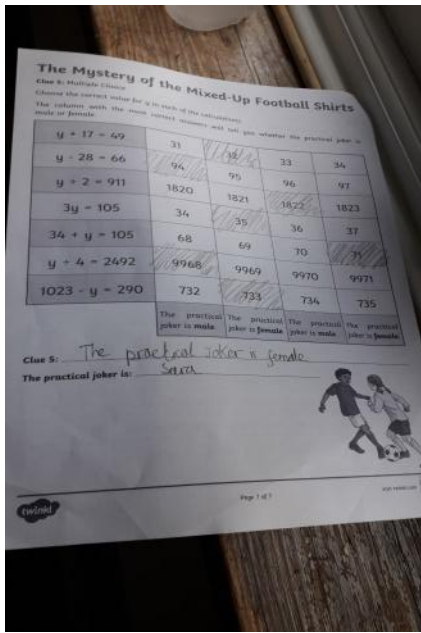 The Mystery of the Mixed-Up Football Shirts
Clue 5: Multiple Choice
Choose the correct value for y in each of the calculations.
The column with the most correct answers will tell you whether the practical joker is
male or female.
y + 17 = 49 31 32 33 34
y - 28 = 66 94 95 96 97
y ÷ 2 = 911 1820 1821 1822 1823
3y = 105 34 35 36 37
34 + y = 105 68 69 70 71
y ÷ 4 = 2492 9968 9969 9970 9971
1023 - y = 290 732 733 734 735
The practical joker is male The practical joker is female The practical joker is male The practical joker is female
Clue 5: The practical Joker is female
The practical joker is: Sara
twinkl
Page 1 of 1